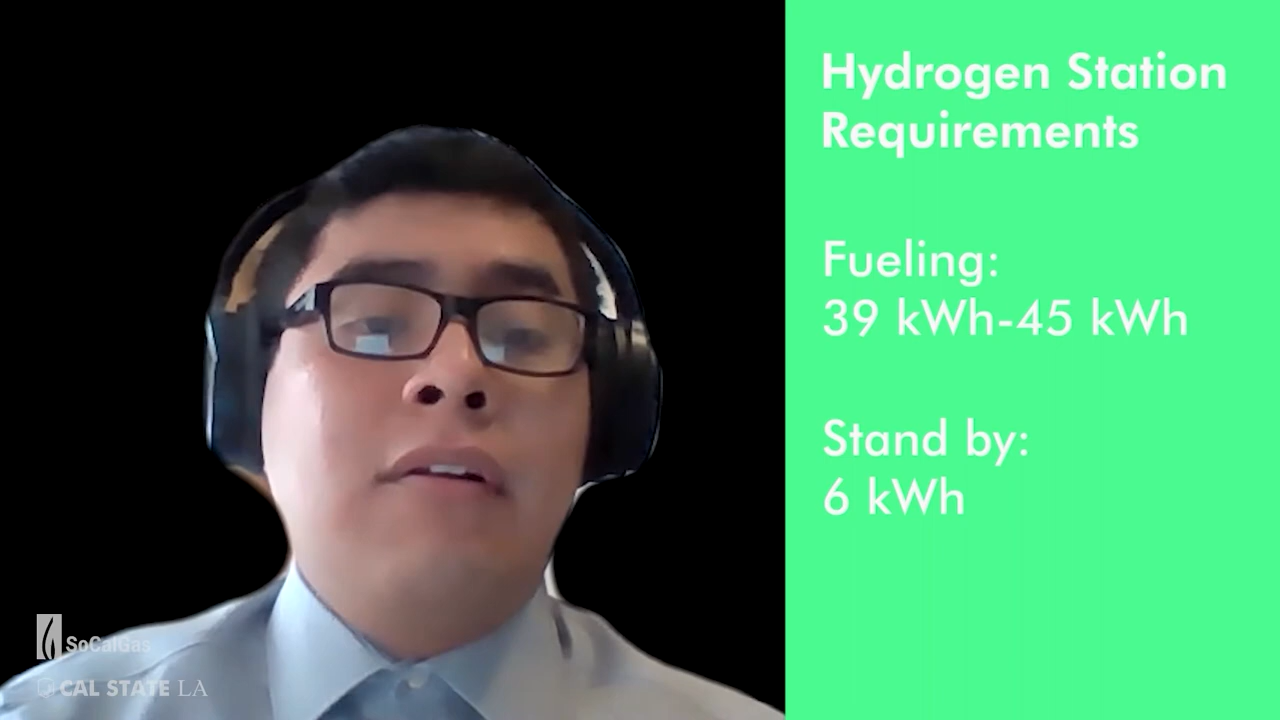 Hydrogen Station
Requirements
Fueling:
39 kWh-45 kWh
Stand by:
6 kWh
SoCalGas
CAL STATE LA